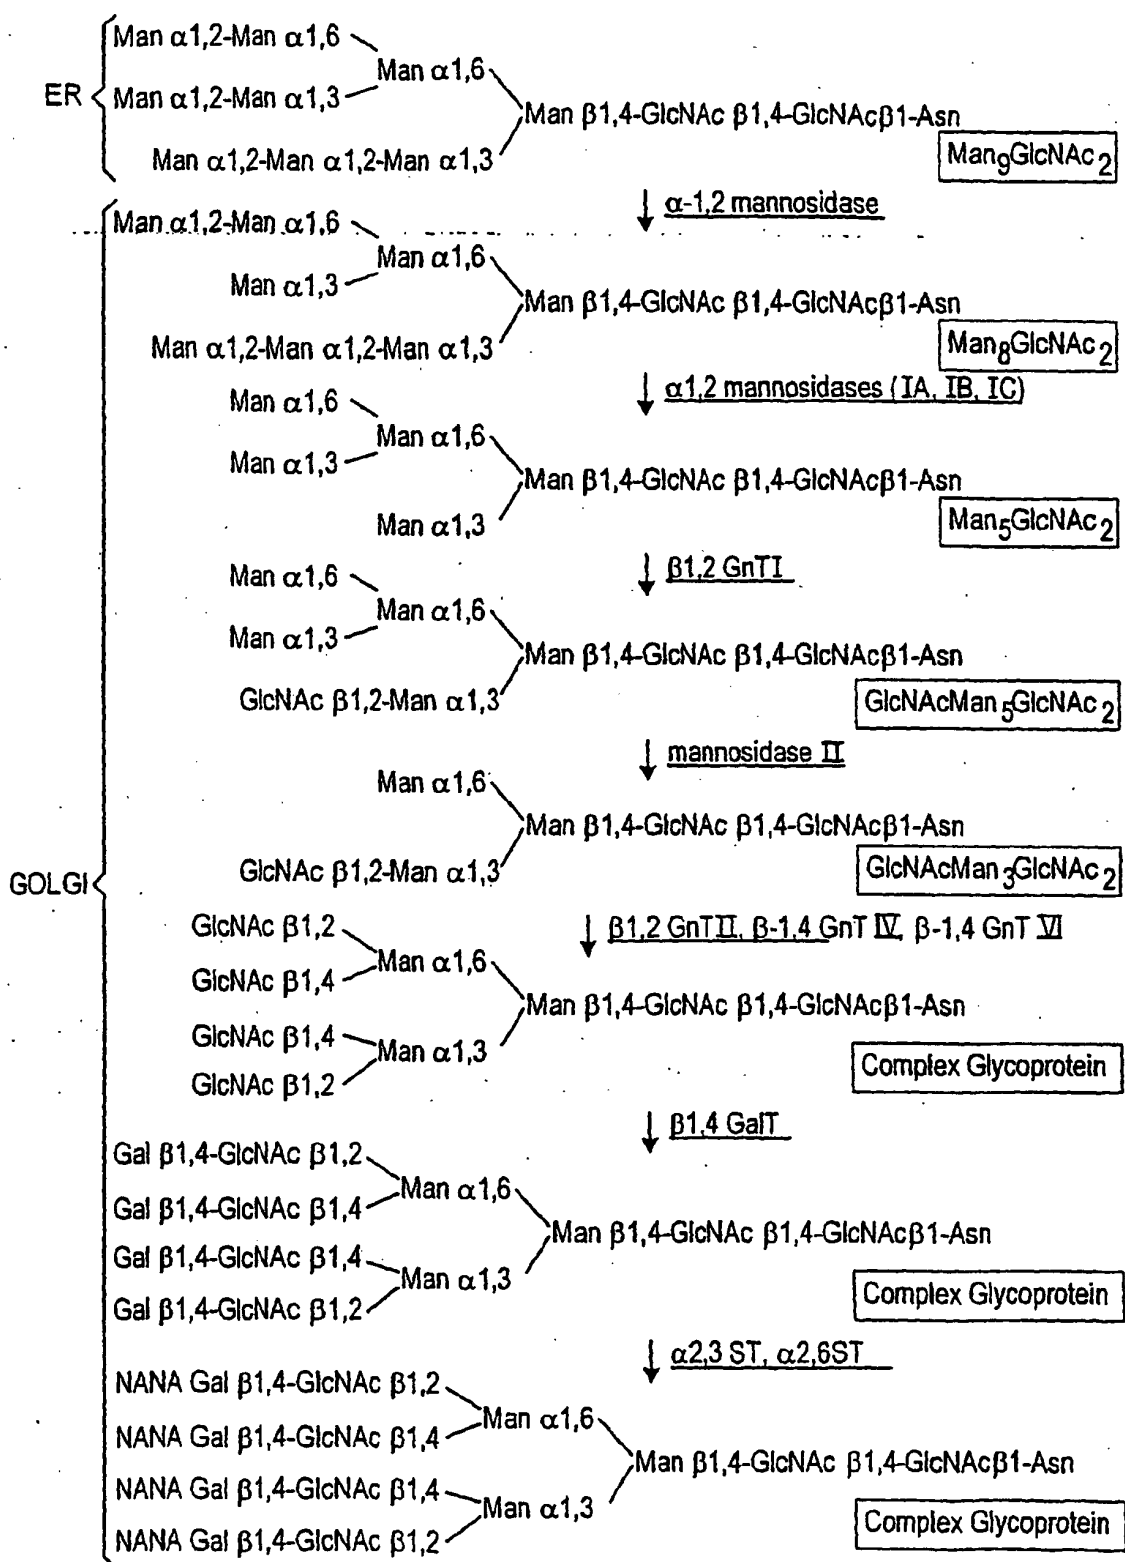 Man α1,2-Man α1,6
Man α1,6
ER
Man α1,2-Man α1,3
Man β1,4-GlcNAc β1,4-GlcNAcβ1-Asn
Man α1,2-Man α1,2-Man α1,3
Man9GlcNAc2
α-1,2 mannosidase
Man α1,2-Man α1,6
Man α1,6
Man α1,3
Man β1,4-GlcNAc β1,4-GlcNAcβ1-Asn
Man α1,2-Man α1,2-Man α1,3
Man8GlcNAc2
α1,2 mannosidases (IA, IB, IC)
Man α1,6
Man α1,6
Man α1,3
Man β1,4-GlcNAc β1,4-GlcNAcβ1-Asn
Man α1,3
Man5GlcNAc2
β1,2 GnTI
Man α1,6
Man α1,6
Man α1,3
Man β1,4-GlcNAc β1,4-GlcNAcβ1-Asn
GlcNAc β1,2-Man α1,3
GlcNAcMan5GlcNAc2
mannosidase II
Man α1,6
Man β1,4-GlcNAc β1,4-GlcNAcβ1-Asn
GlcNAc β1,2-Man α1,3
GlcNAcMan3GlcNAc2
GOLGI
β1,2 GnTII, β-1,4 GnT IV, β-1,4 GnT VI
GlcNAc β1,2
Man α1,6
GlcNAc β1,4
Man β1,4-GlcNAc β1,4-GlcNAcβ1-Asn
GlcNAc β1,4
Man α1,3
GlcNAc β1,2
Complex Glycoprotein
β1,4 GalT
Gal β1,4-GlcNAc β1,2
Man α1,6
Gal β1,4-GlcNAc β1,4
Man β1,4-GlcNAc β1,4-GlcNAcβ1-Asn
Gal β1,4-GlcNAc β1,4
Man α1,3
Gal β1,4-GlcNAc β1,2
Complex Glycoprotein
α2,3 ST, α2,6ST
NANA Gal β1,4-GlcNAc β1,2
Man α1,6
NANA Gal β1,4-GlcNAc β1,4
Man β1,4-GlcNAc β1,4-GlcNAcβ1-Asn
NANA Gal β1,4-GlcNAc β1,4
Man α1,3
NANA Gal β1,4-GlcNAc β1,2
Complex Glycoprotein